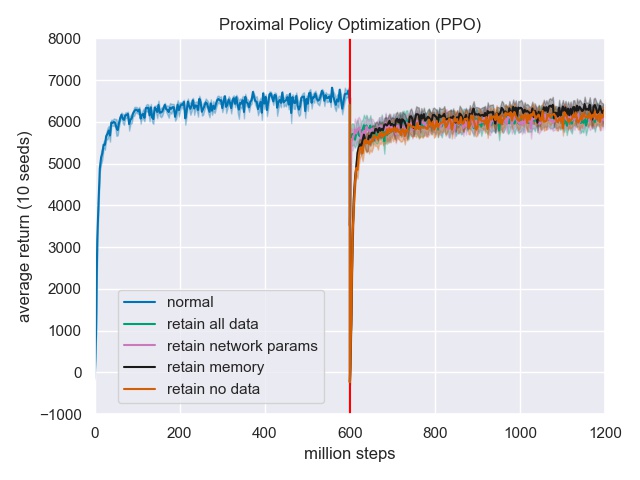 Proximal Policy Optimization (PPO)
8000
7000
6000
5000
4000
3000
2000
1000
0
−1000
average return (10 seeds)
normal
retain all data
retain network params
retain memory
retain no data
0 200 400 600 800 1000 1200
million steps